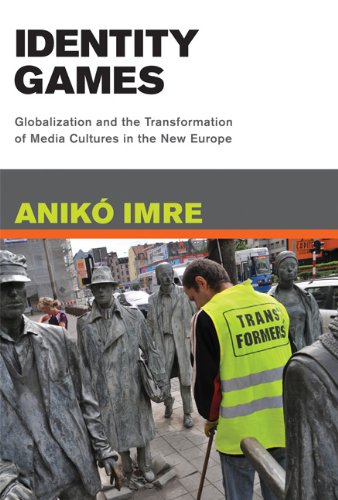 IDENTITY
GAMES
Globalization and the Transformation
of Media Cultures in the New Europe
ANIKÓ IMRE
TRANS
FORMERS